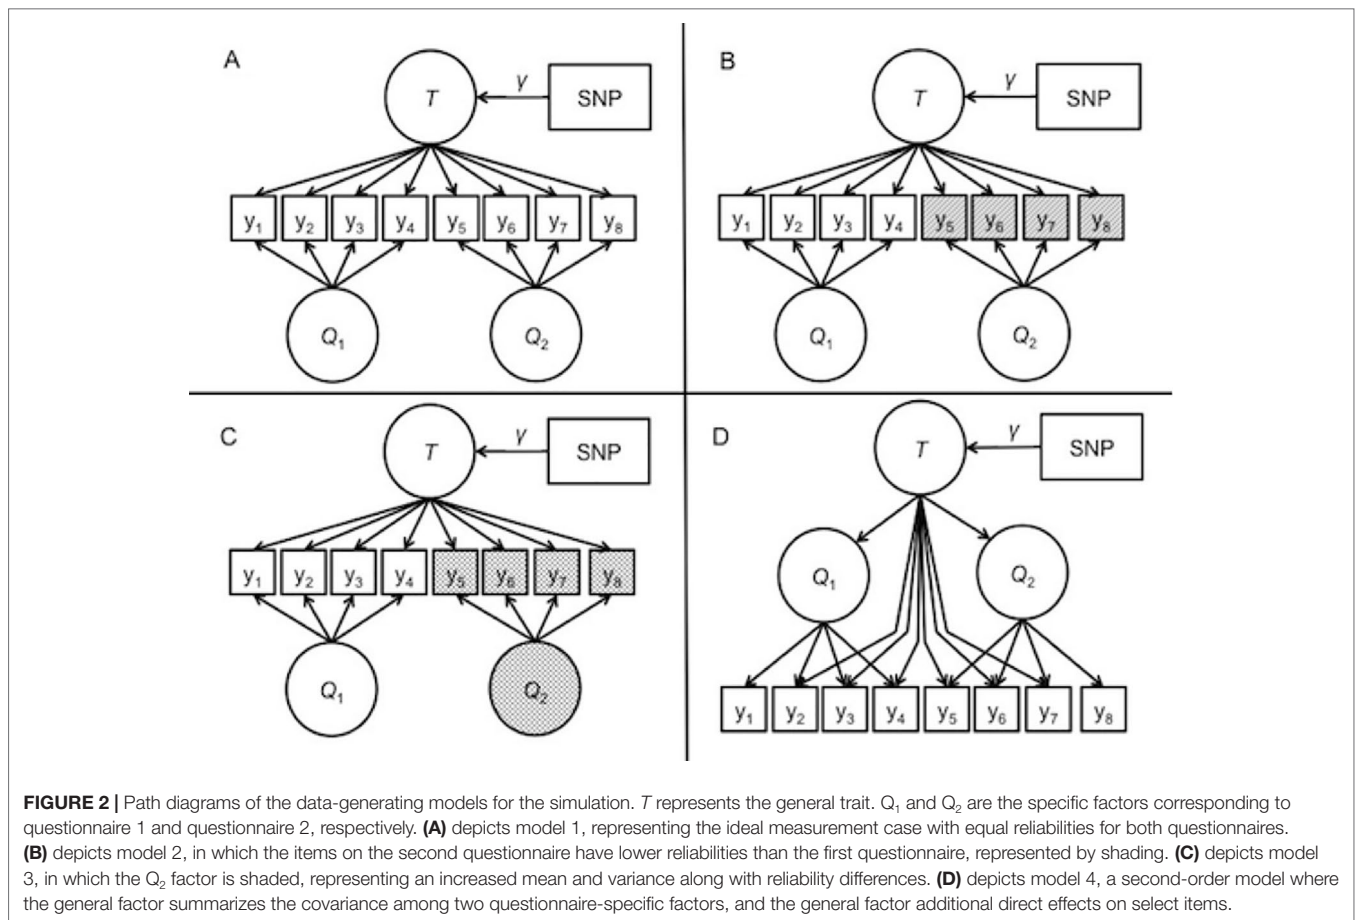 A
T
γ
SNP
y1 y2 y3 y4 y5 y6 y7 y8
Q1
Q2
B
T
γ
SNP
y1 y2 y3 y4 y5 y6 y7 y8
Q1
Q2
C
T
γ
SNP
y1 y2 y3 y4 y5 y6 y7 y8
Q1
Q2
D
T
γ
SNP
Q1
Q2
y1 y2 y3 y4 y5 y6 y7 y8
FIGURE 2 | Path diagrams of the data-generating models for the simulation. T represents the general trait. Q1 and Q2 are the specific factors corresponding to
questionnaire 1 and questionnaire 2, respectively. (A) depicts model 1, representing the ideal measurement case with equal reliabilities for both questionnaires.
(B) depicts model 2, in which the items on the second questionnaire have lower reliabilities than the first questionnaire, represented by shading. (C) depicts model
3, in which the Q2 factor is shaded, representing an increased mean and variance along with reliability differences. (D) depicts model 4, a second-order model where
the general factor summarizes the covariance among two questionnaire-specific factors, and the general factor additional direct effects on select items.